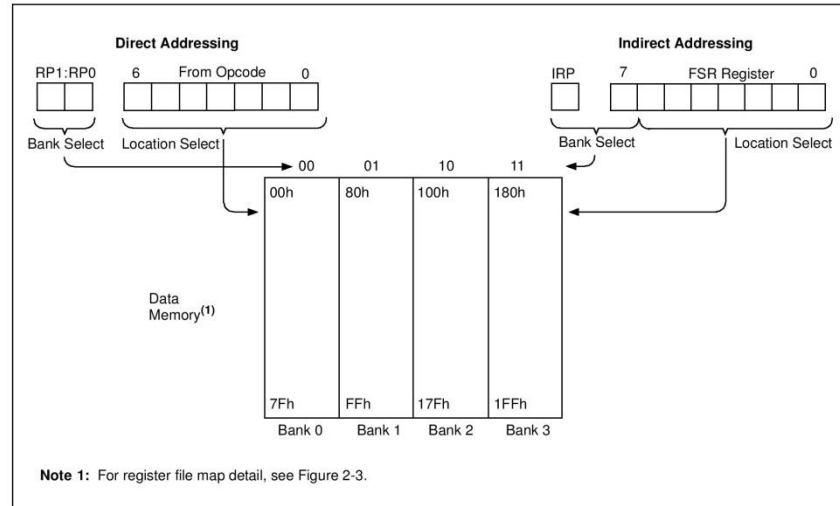 Direct Addressing
Indirect Addressing
RP1:RP0 6 From Opcode 0
IRP 7 FSR Register 0
Bank Select Location Select
Bank Select Location Select
00 01 10 11
00h 80h 100h 180h
Data
Memory(1)
7Fh FFh 17Fh 1FFh
Bank 0 Bank 1 Bank 2 Bank 3
Note 1: For register file map detail, see Figure 2-3.